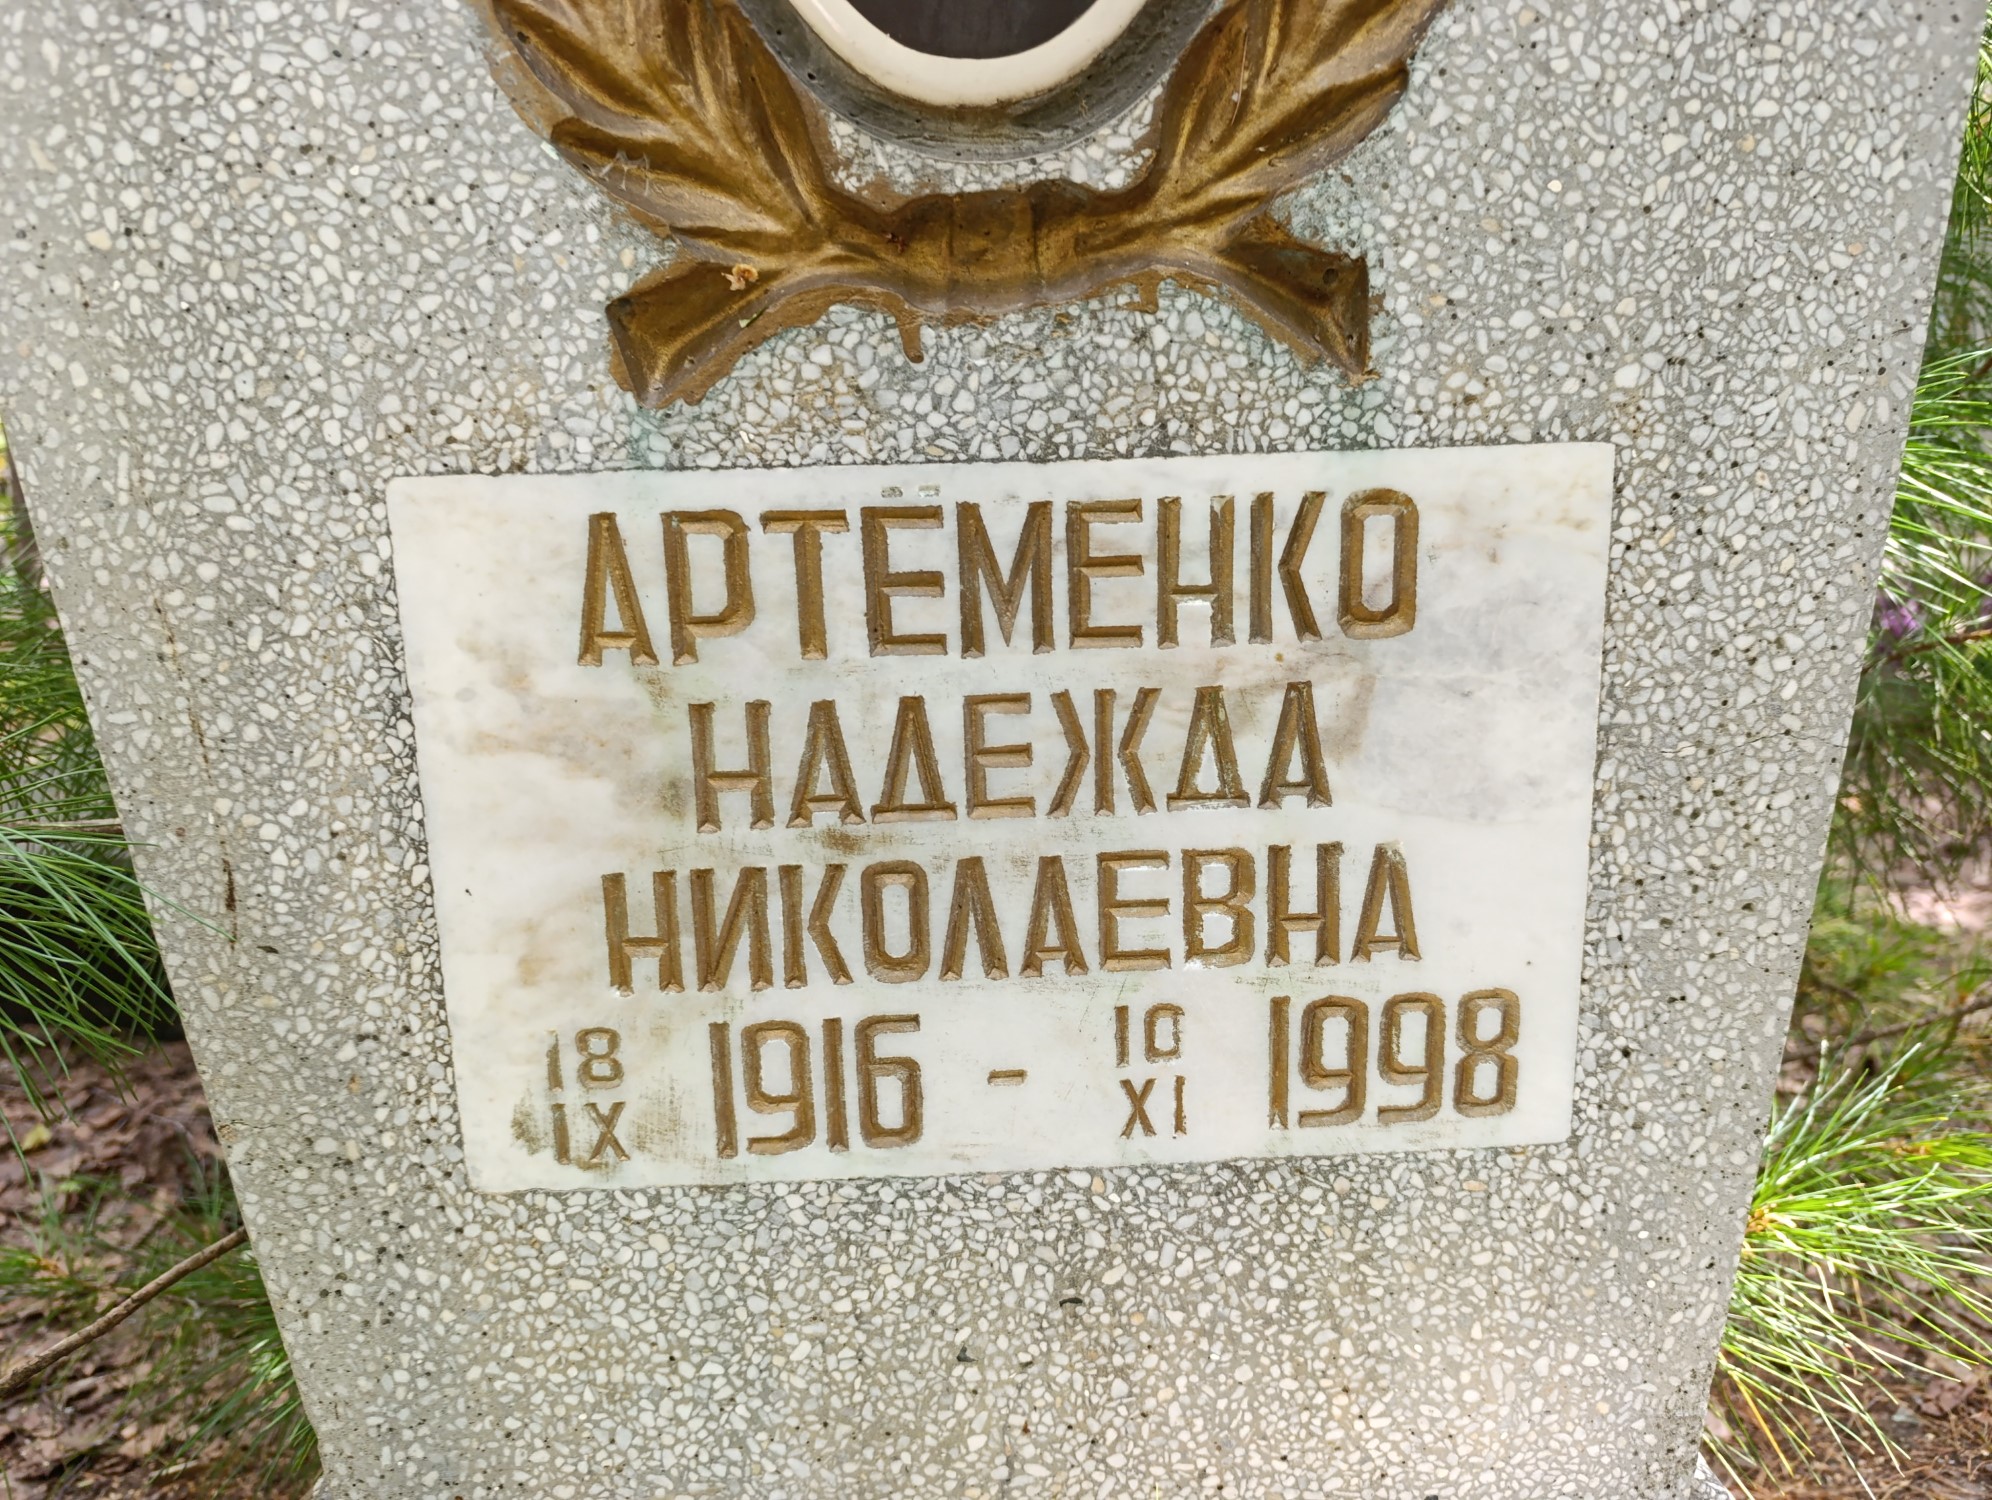 АРТЁМЕНКО
НАДЕЖДА
НИКОЛАЕВНА
18 IX 1916 - 10 XI 1998